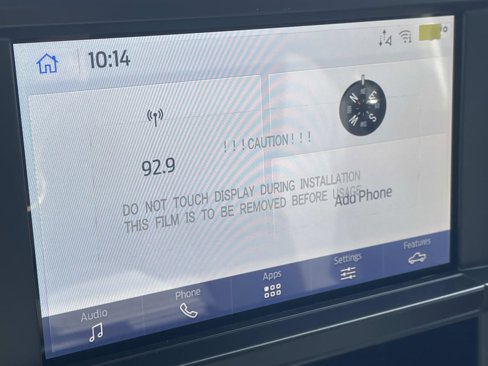 10:14
92.9
! ! !CAUTION! ! !
DO NOT TOUCH DISPLAY DURING INSTALLATION
THIS FILM IS TO BE REMOVED BEFORE USAGE
Add Phone
Audio
Phone
Apps
Settings
Features